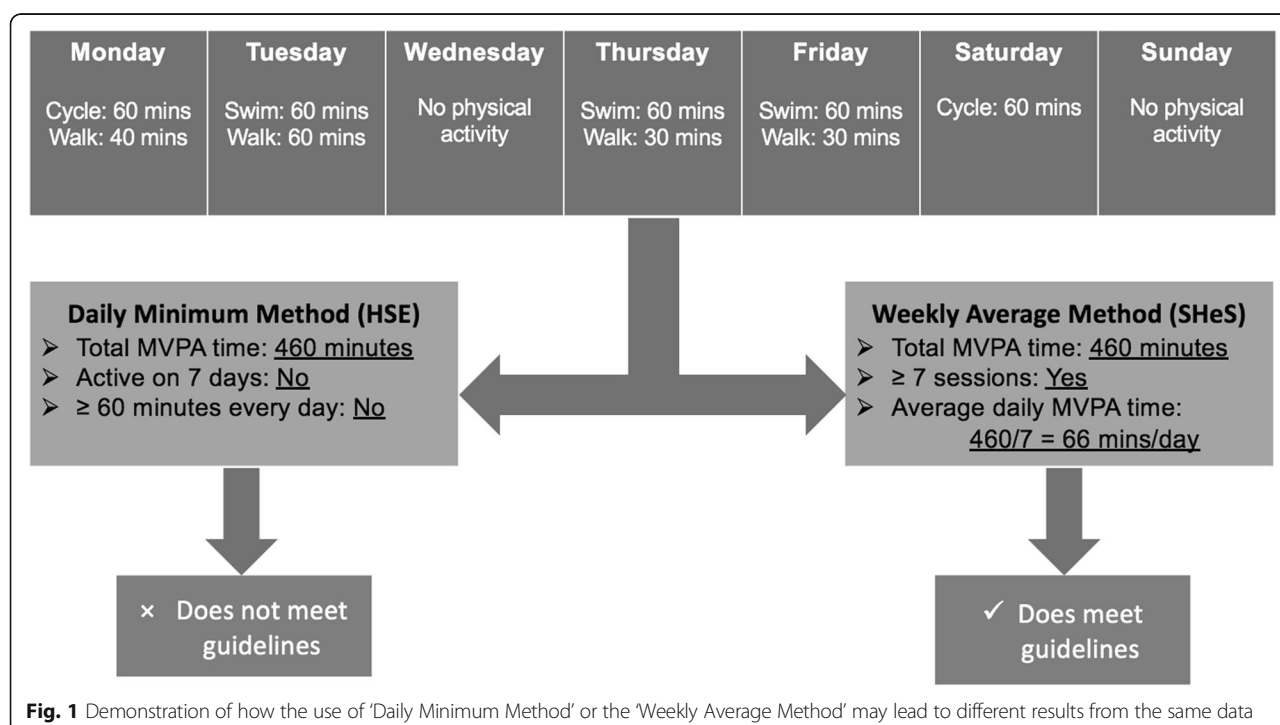 Monday
Cycle: 60 mins
Walk: 40 mins
Tuesday
Swim: 60 mins
Walk: 60 mins
Wednesday
No physical
activity
Thursday
Swim: 60 mins
Walk: 30 mins
Friday
Swim: 60 mins
Walk: 30 mins
Saturday
Cycle: 60 mins
Sunday
No physical
activity
Daily Minimum Method (HSE)
➢ Total MVPA time: 460 minutes
➢ Active on 7 days: No
➢ ≥ 60 minutes every day: No
Weekly Average Method (SHeS)
➢ Total MVPA time: 460 minutes
➢ ≥ 7 sessions: Yes
➢ Average daily MVPA time:
460/7 = 66 mins/day
× Does not meet
guidelines
✓ Does meet
guidelines
Fig. 1 Demonstration of how the use of ‘Daily Minimum Method’ or the ‘Weekly Average Method’ may lead to different results from the same data